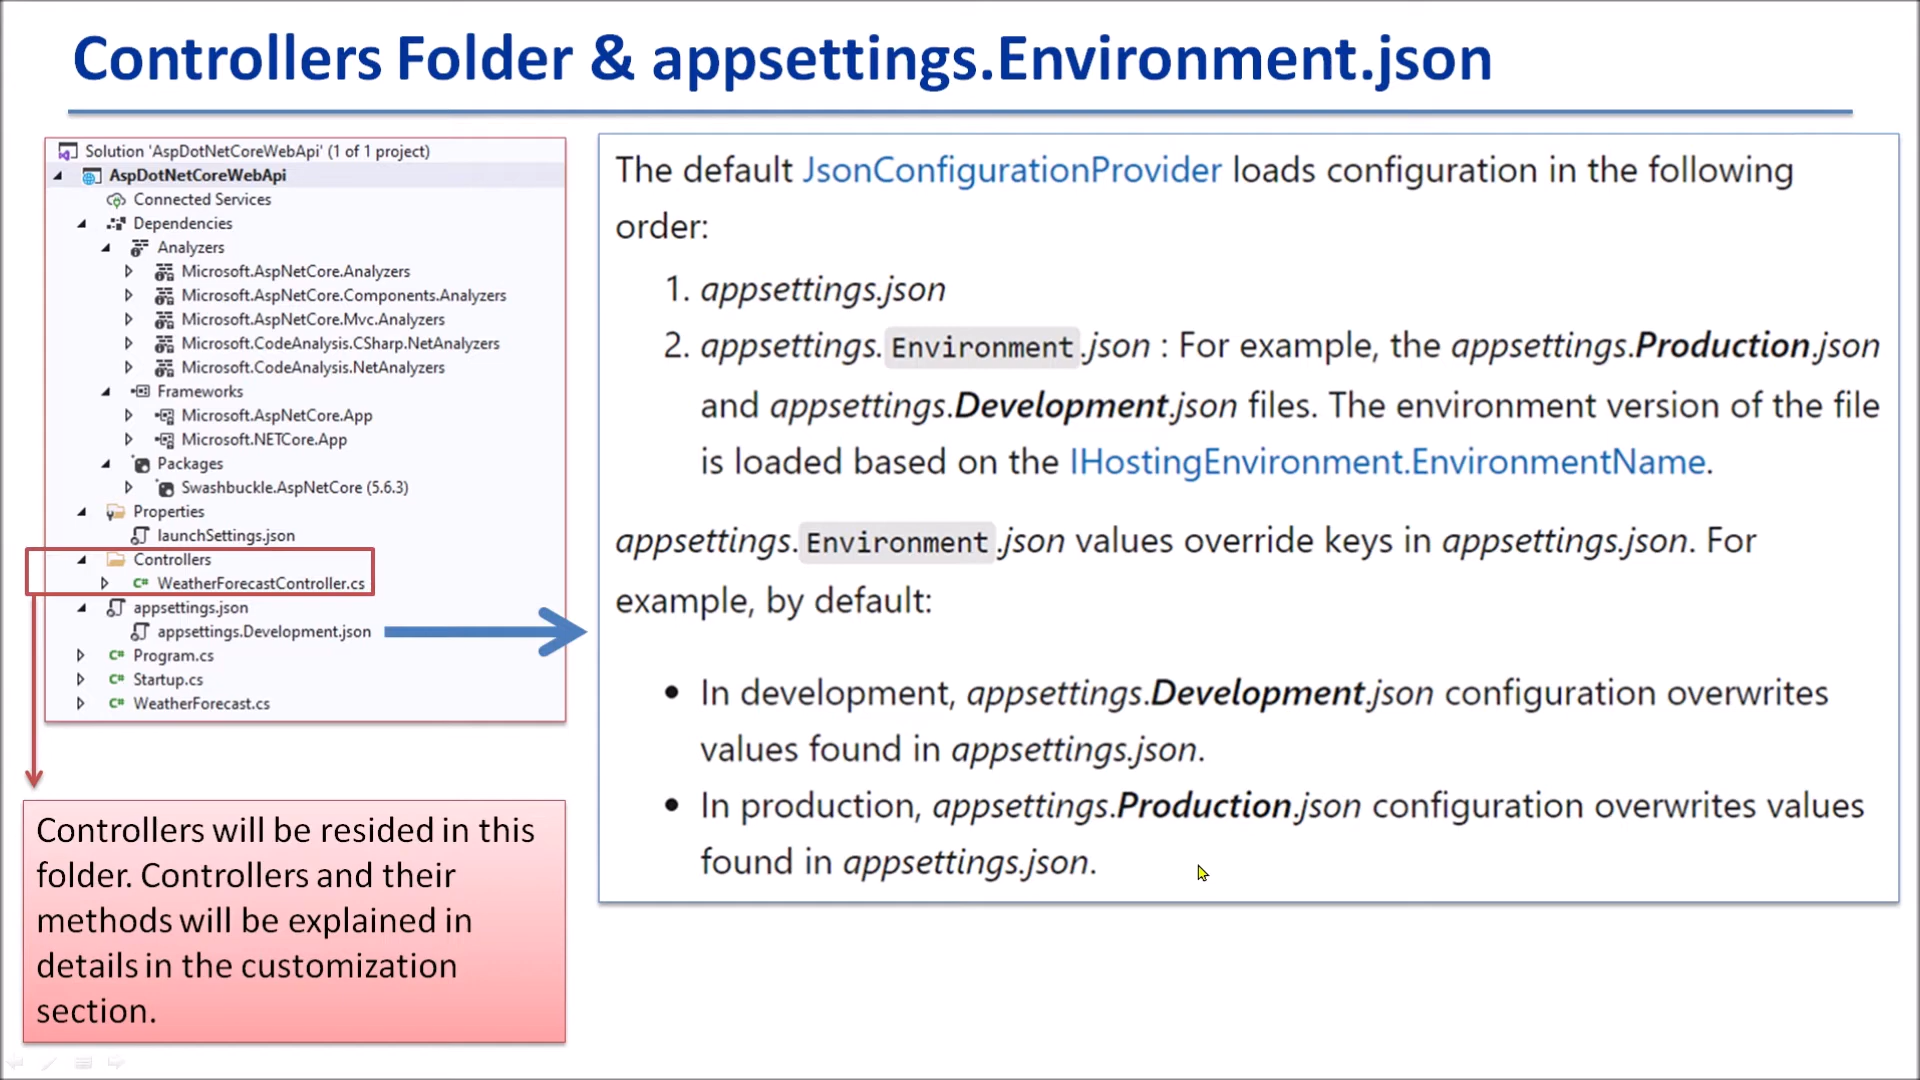 Controllers Folder & appsettings.Environment.json
Solution 'AspDotNetCoreWebApi' (1 of 1 project)
AspDotNetCoreWebApi
Connected Services
Dependencies
Analyzers
Microsoft.AspNetCore.Analyzers
Microsoft.AspNetCore.Components.Analyzers
Microsoft.AspNetCore.Mvc.Analyzers
Microsoft.CodeAnalysis.CSharp.NetAnalyzers
Microsoft.CodeAnalysis.NetAnalyzers
Frameworks
Microsoft.AspNetCore.App
Microsoft.NETCore.App
Packages
Swashbuckle.AspNetCore (5.6.3)
Properties
launchSettings.json
Controllers
C# WeatherForecastController.cs
appsettings.json
appsettings.Development.json
C# Program.cs
C# Startup.cs
C# WeatherForecast.cs
Controllers will be resided in this
folder. Controllers and their
methods will be explained in
details in the customization
section.
The default JsonConfigurationProvider loads configuration in the following
order:
1. appsettings.json
2. appsettings.Environment.json : For example, the appsettings.Production.json
and appsettings.Development.json files. The environment version of the file
is loaded based on the IHostingEnvironment.EnvironmentName.
appsettings.Environment.json values override keys in appsettings.json. For
example, by default:
• In development, appsettings.Development.json configuration overwrites
values found in appsettings.json.
• In production, appsettings.Production.json configuration overwrites values
found in appsettings.json.